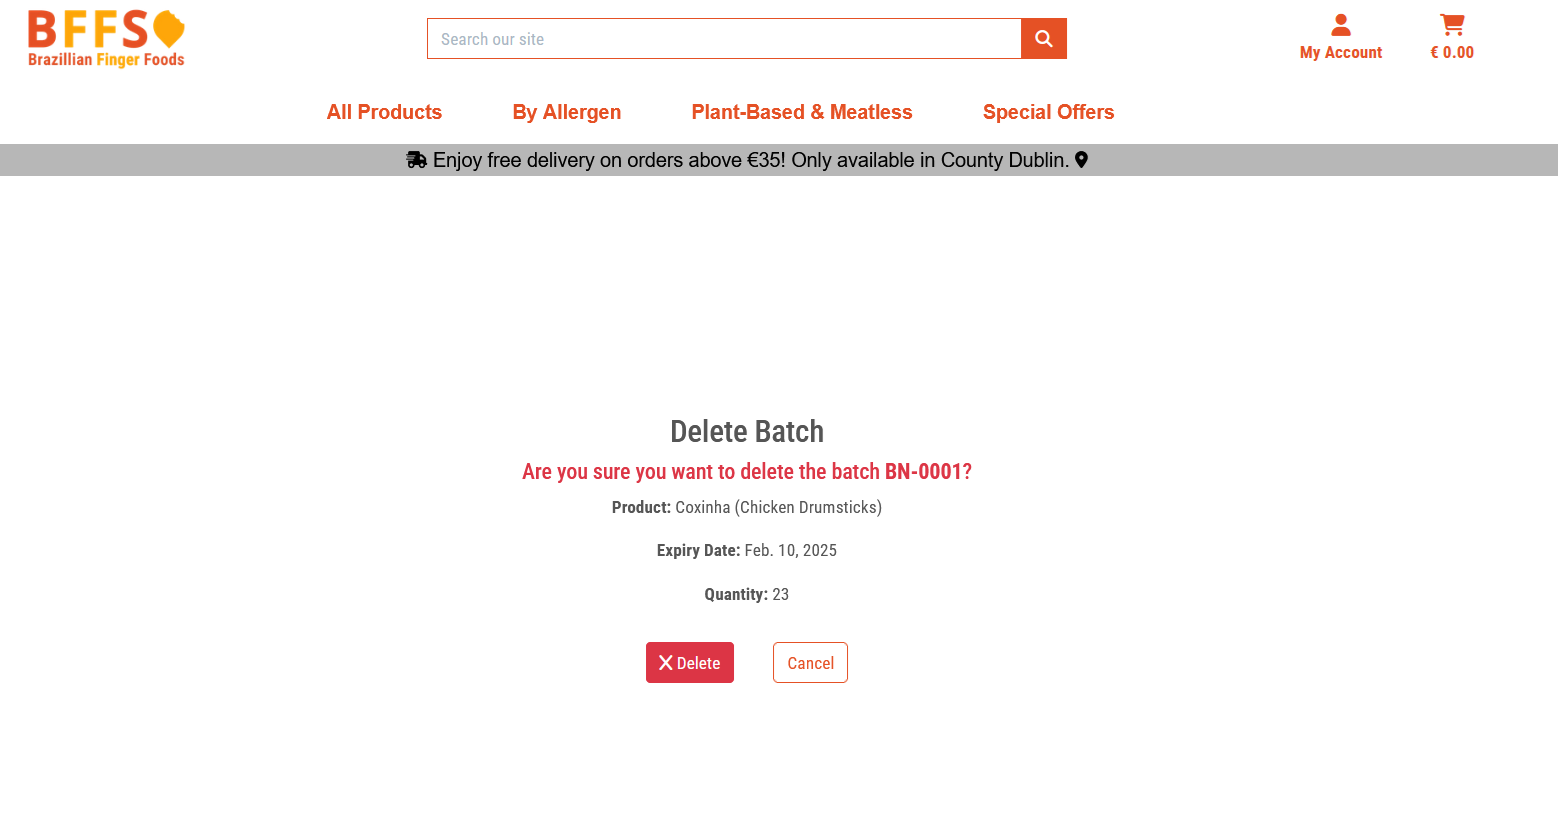 BFFS
Brazillian Finger Foods
Search our site
My Account
€ 0.00
All Products
By Allergen
Plant-Based & Meatless
Special Offers
Enjoy free delivery on orders above €35! Only available in County Dublin.
Delete Batch
Are you sure you want to delete the batch BN-0001?
Product: Coxinha (Chicken Drumsticks)
Expiry Date: Feb. 10, 2025
Quantity: 23
Delete
Cancel